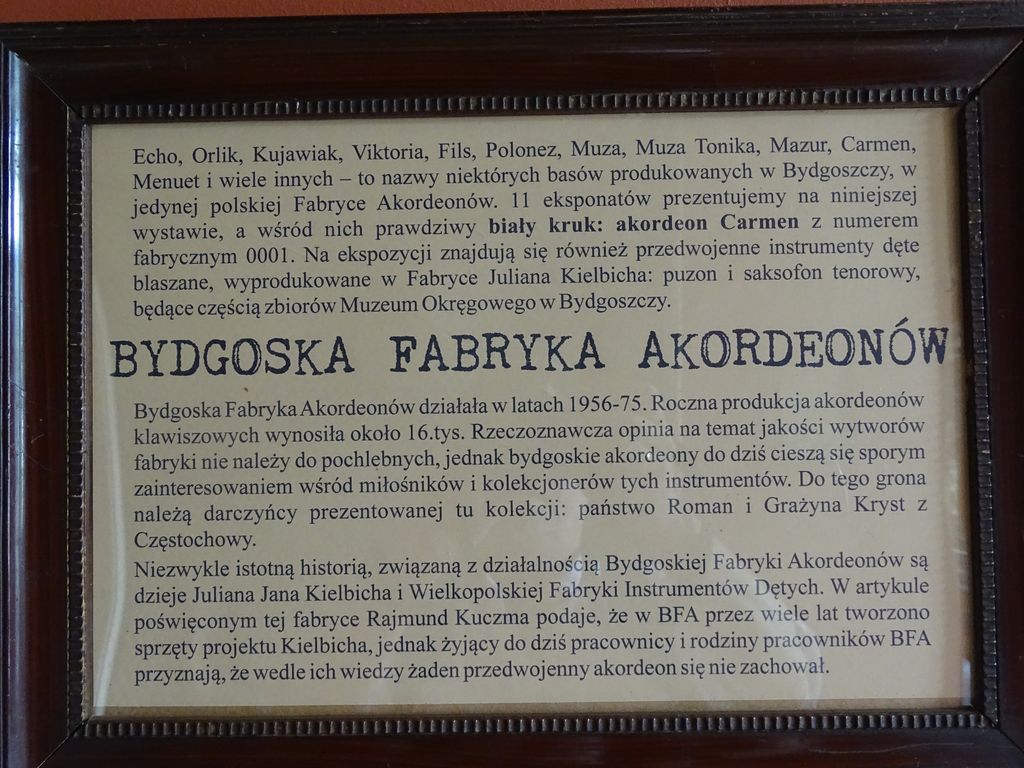 Echo, Orlik, Kujawiak, Viktoria, Fils, Polonez, Muza, Muza Tonika, Mazur, Carmen,
Menuet i wiele innych – to nazwy niektórych basów produkowanych w Bydgoszczy, w
jedynej polskiej Fabryce Akordeonów. 11 eksponatów prezentujemy na niniejszej
wystawie, a wśród nich prawdziwy biały kruk: akordeon Carmen z numerem
fabrycznym 0001. Na ekspozycji znajdują się również przedwojenne instrumenty dęte
blaszane, wyprodukowane w Fabryce Juliana Kielbicha: puzon i saksofon tenorowy,
będące częścią zbiorów Muzeum Okręgowego w Bydgoszczy.
BYDGOSKA FABRYKA AKORDEONÓW
Bydgoska Fabryka Akordeonów działała w latach 1956-75. Roczna produkcja akordeonów
klawiszowych wynosiła około 16.tys. Rzeczoznawcza opinia na temat jakości wytworów
fabryki nie należy do pochlebnych, jednak bydgoskie akordeony do dziś cieszą się sporym
zainteresowaniem wśród miłośników i kolekcjonerów tych instrumentów. Do tego grona
należą darczyńcy prezentowanej tu kolekcji: państwo Roman i Grażyna Kryst z
Częstochowy.
Niezwykle istotną historią, związaną z działalnością Bydgoskiej Fabryki Akordeonów są
dzieje Juliana Jana Kielbicha i Wielkopolskiej Fabryki Instrumentów Dętych. W artykule
poświęconym tej fabryce Rajmund Kuczma podaje, że w BFA przez wiele lat tworzono
sprzęty projektu Kielbicha, jednak żyjący do dziś pracownicy i rodziny pracowników BFA
przyznają, że wedle ich wiedzy żaden przedwojenny akordeon się nie zachował.